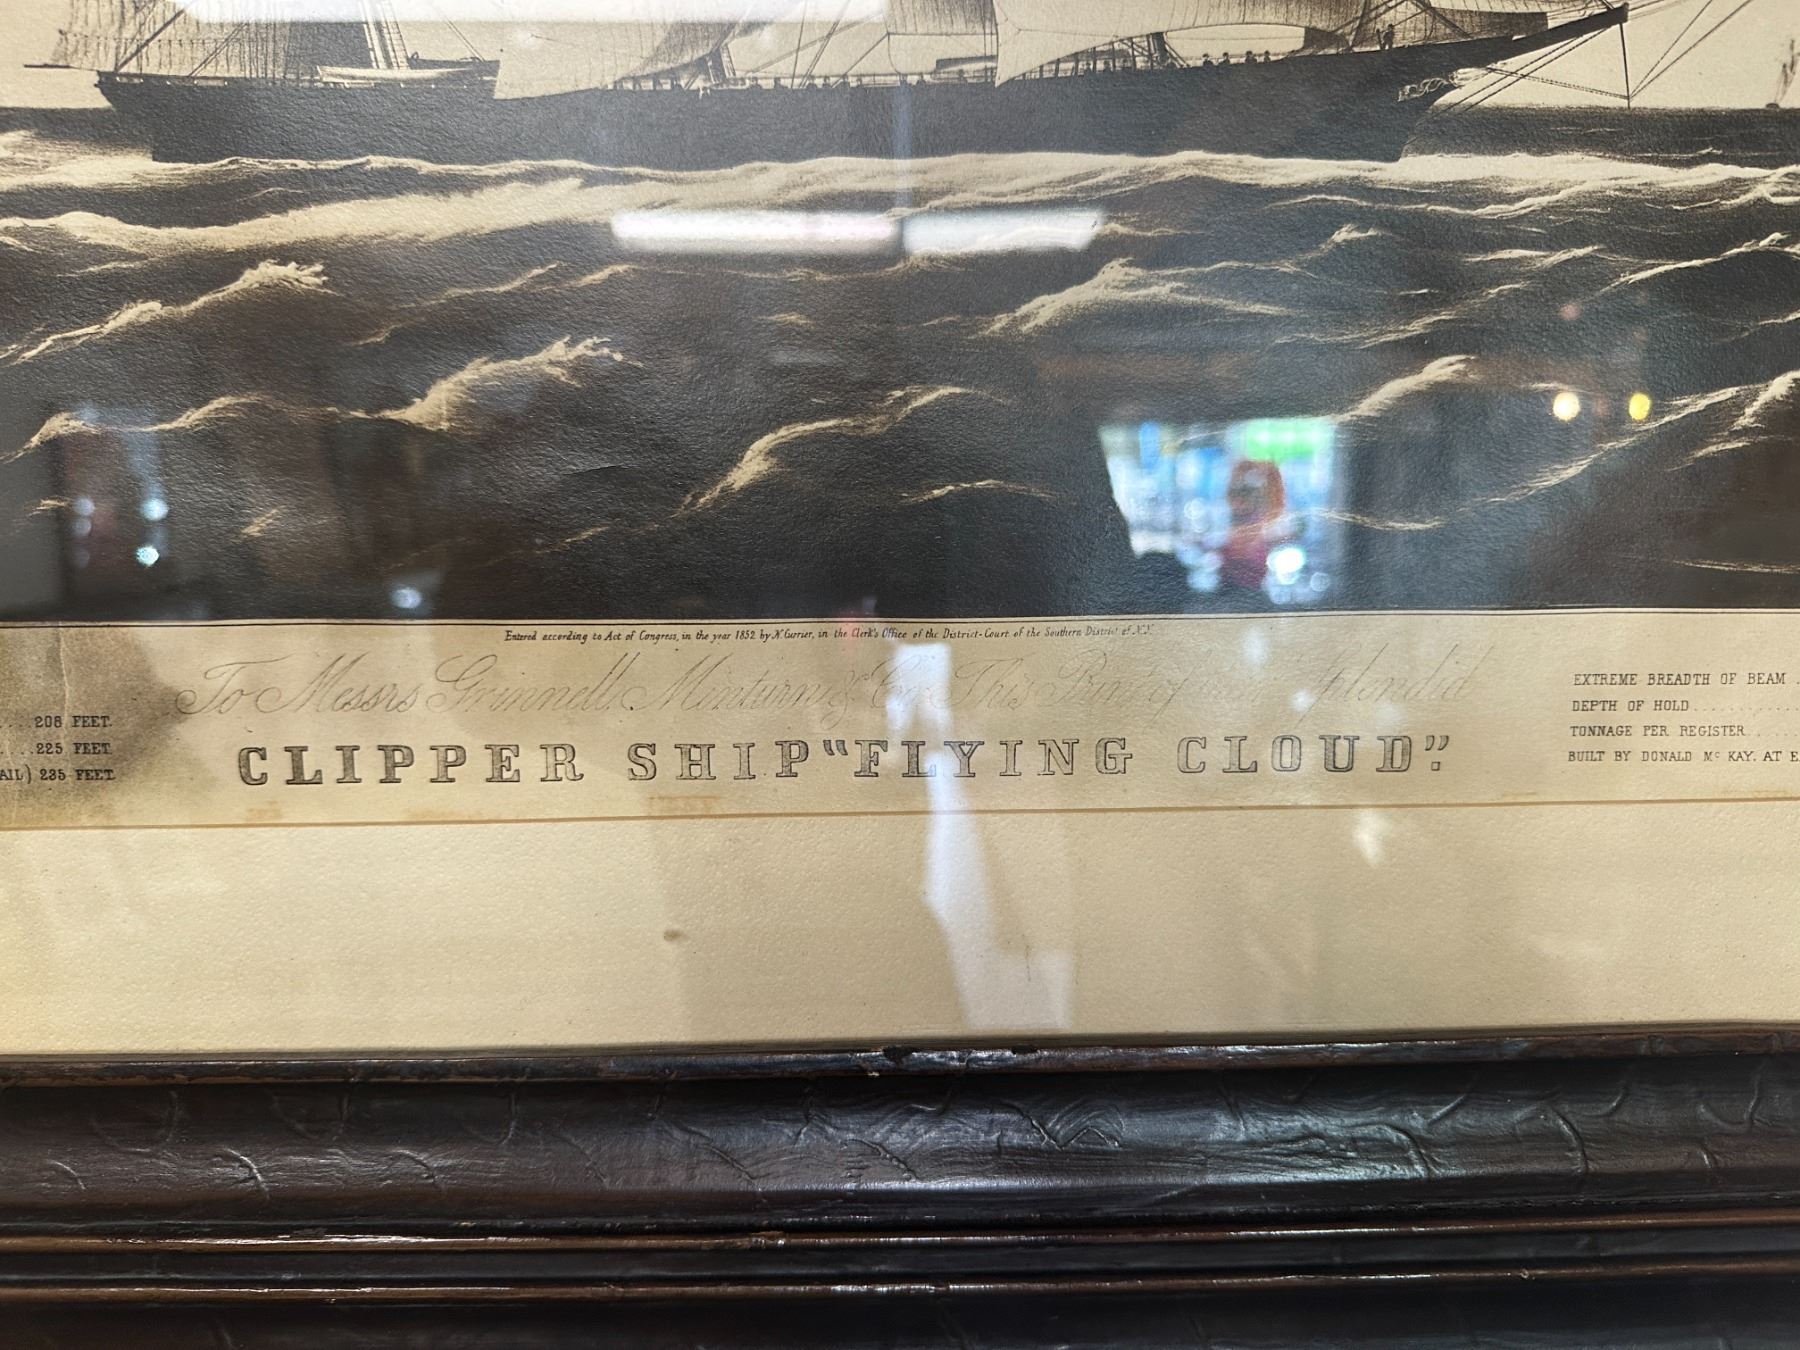 Entered according to Act of Congress, in the year 1852 by N. Currier, in the Clerk's Office of the District-Court of the Southern District of N.Y.
To Messrs Grinnell, Minturn & Co This Print of Splendid
CLIPPER SHIP "FLYING CLOUD".
....208 FEET.
....225 FEET.
AIL) 235 FEET.
EXTREME BREADTH OF BEAM .
DEPTH OF HOLD..........
TONNAGE PER REGISTER....
BUILT BY DONALD Mc KAY. AT E